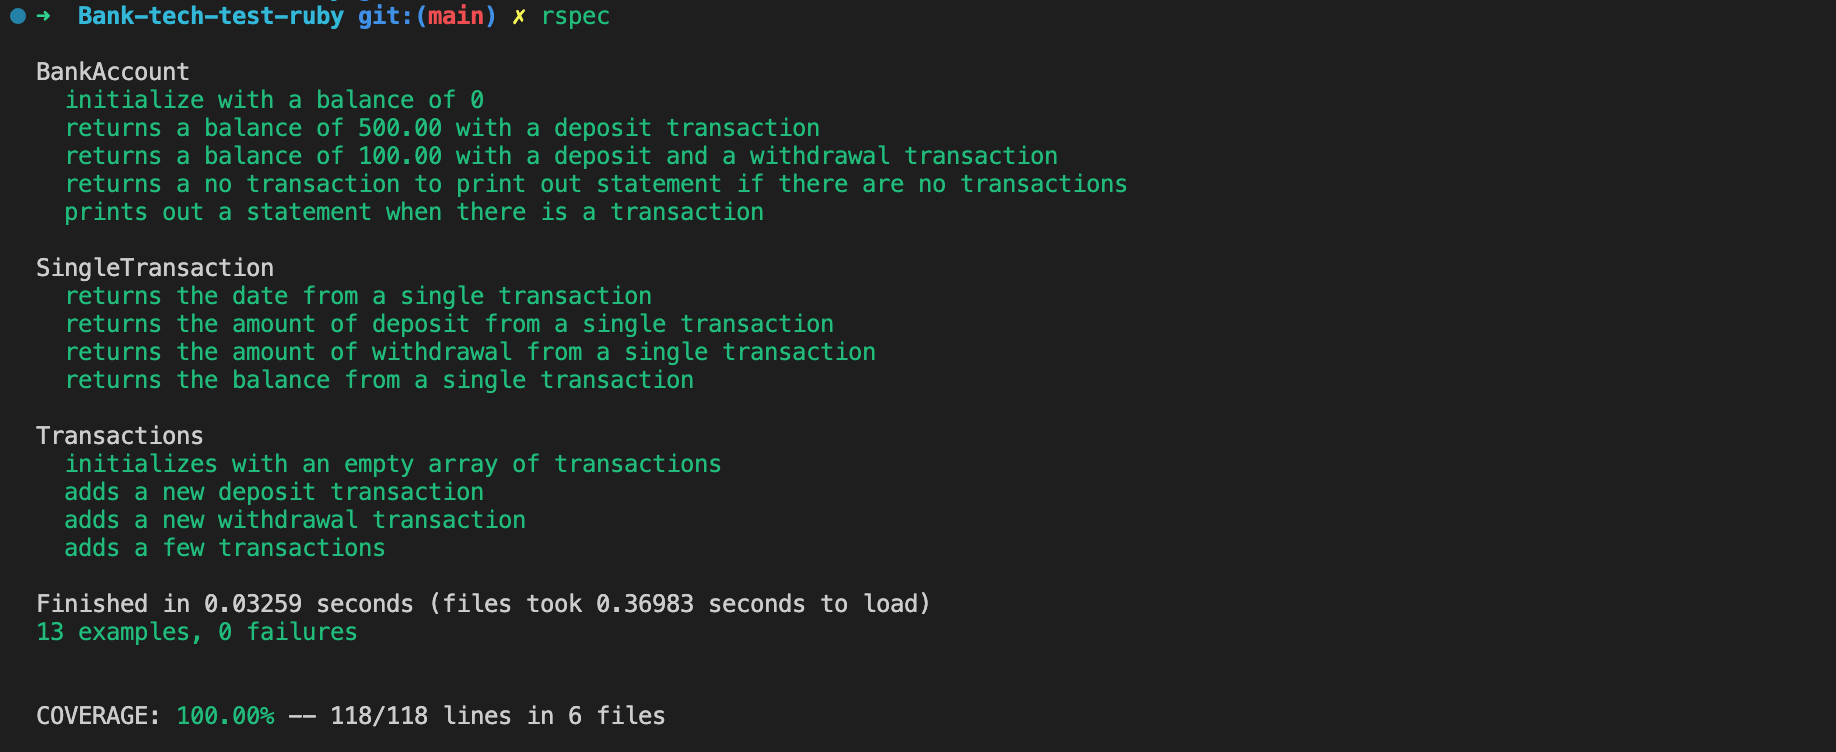 ➜ Bank-tech-test-ruby git:(main) ✗ rspec
BankAccount
initialize with a balance of 0
returns a balance of 500.00 with a deposit transaction
returns a balance of 100.00 with a deposit and a withdrawal transaction
returns a no transaction to print out statement if there are no transactions
prints out a statement when there is a transaction
SingleTransaction
returns the date from a single transaction
returns the amount of deposit from a single transaction
returns the amount of withdrawal from a single transaction
returns the balance from a single transaction
Transactions
initializes with an empty array of transactions
adds a new deposit transaction
adds a new withdrawal transaction
adds a few transactions
Finished in 0.03259 seconds (files took 0.36983 seconds to load)
13 examples, 0 failures
COVERAGE: 100.00% -- 118/118 lines in 6 files